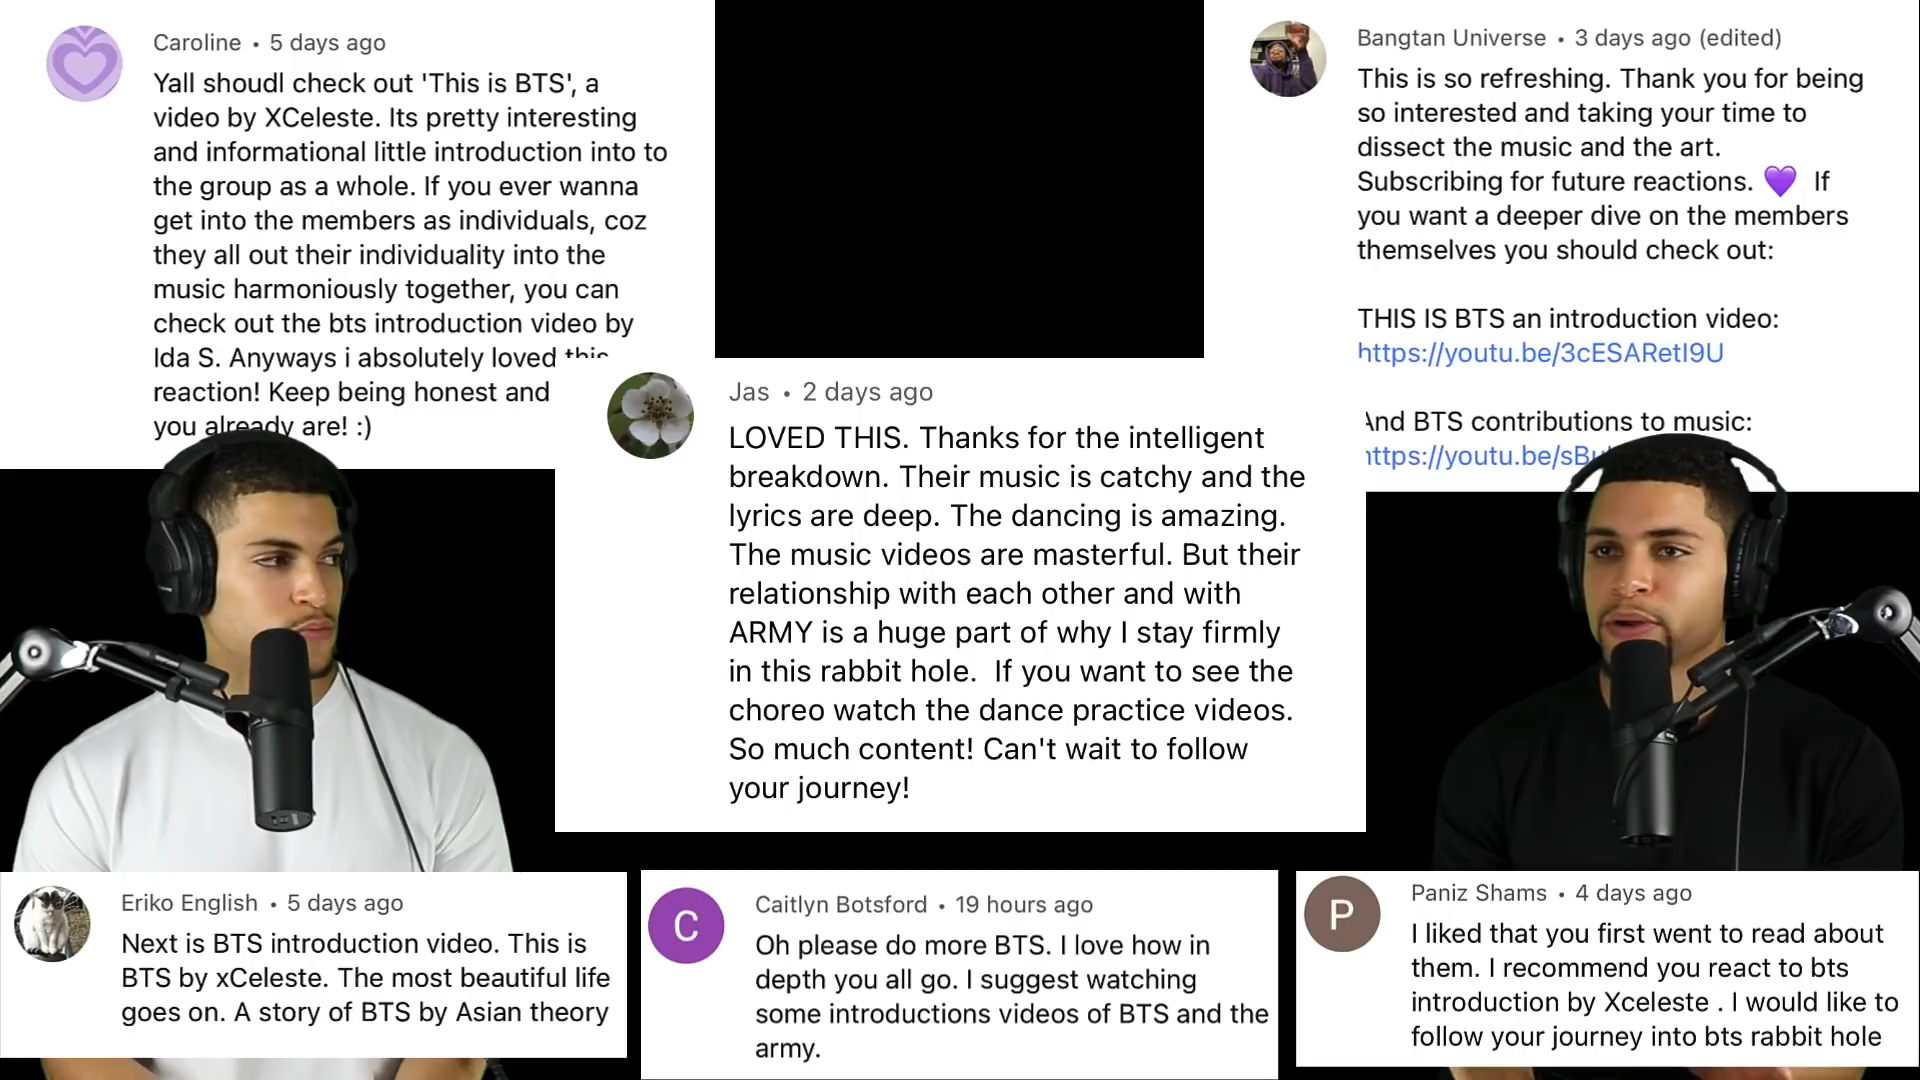 Caroline • 5 days ago
Yall shoudl check out 'This is BTS', a
video by XCeleste. Its pretty interesting
and informational little introduction into to
the group as a whole. If you ever wanna
get into the members as individuals, coz
they all out their individuality into the
music harmoniously together, you can
check out the bts introduction video by
Ida S. Anyways i absolutely loved this
reaction! Keep being honest and
you already are! :)
Bangtan Universe • 3 days ago (edited)
This is so refreshing. Thank you for being
so interested and taking your time to
dissect the music and the art.
Subscribing for future reactions. 💜 If
you want a deeper dive on the members
themselves you should check out:
THIS IS BTS an introduction video:
https://youtu.be/3cESARetI9U
And BTS contributions to music:
https://youtu.be/sBu
Jas • 2 days ago
LOVED THIS. Thanks for the intelligent
breakdown. Their music is catchy and the
lyrics are deep. The dancing is amazing.
The music videos are masterful. But their
relationship with each other and with
ARMY is a huge part of why I stay firmly
in this rabbit hole. If you want to see the
choreo watch the dance practice videos.
So much content! Can't wait to follow
your journey!
Eriko English • 5 days ago
Next is BTS introduction video. This is
BTS by xCeleste. The most beautiful life
goes on. A story of BTS by Asian theory
C
Caitlyn Botsford • 19 hours ago
Oh please do more BTS. I love how in
depth you all go. I suggest watching
some introductions videos of BTS and the
army.
P
Paniz Shams • 4 days ago
I liked that you first went to read about
them. I recommend you react to bts
introduction by Xceleste . I would like to
follow your journey into bts rabbit hole